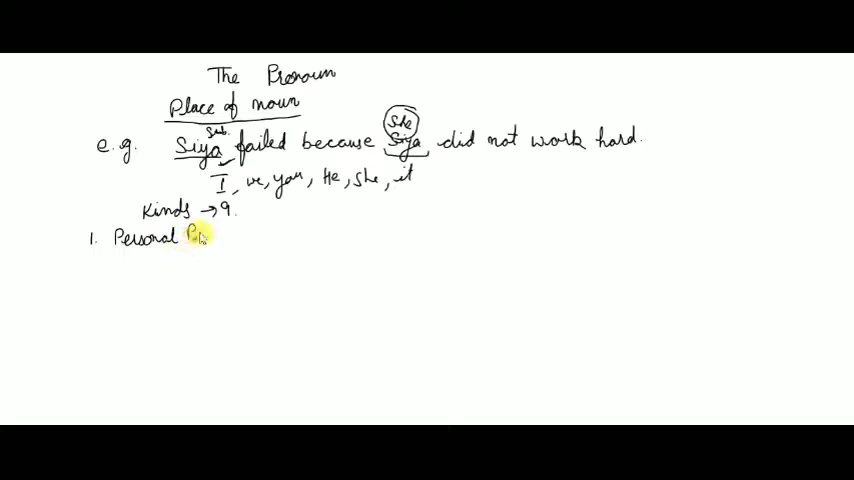 The Pronoun
Place of noun
She
Sub.
e.g. Siya failed because Siya did not work hard.
I, we, you, He, She, it
Kinds → 9.
1. Personal P